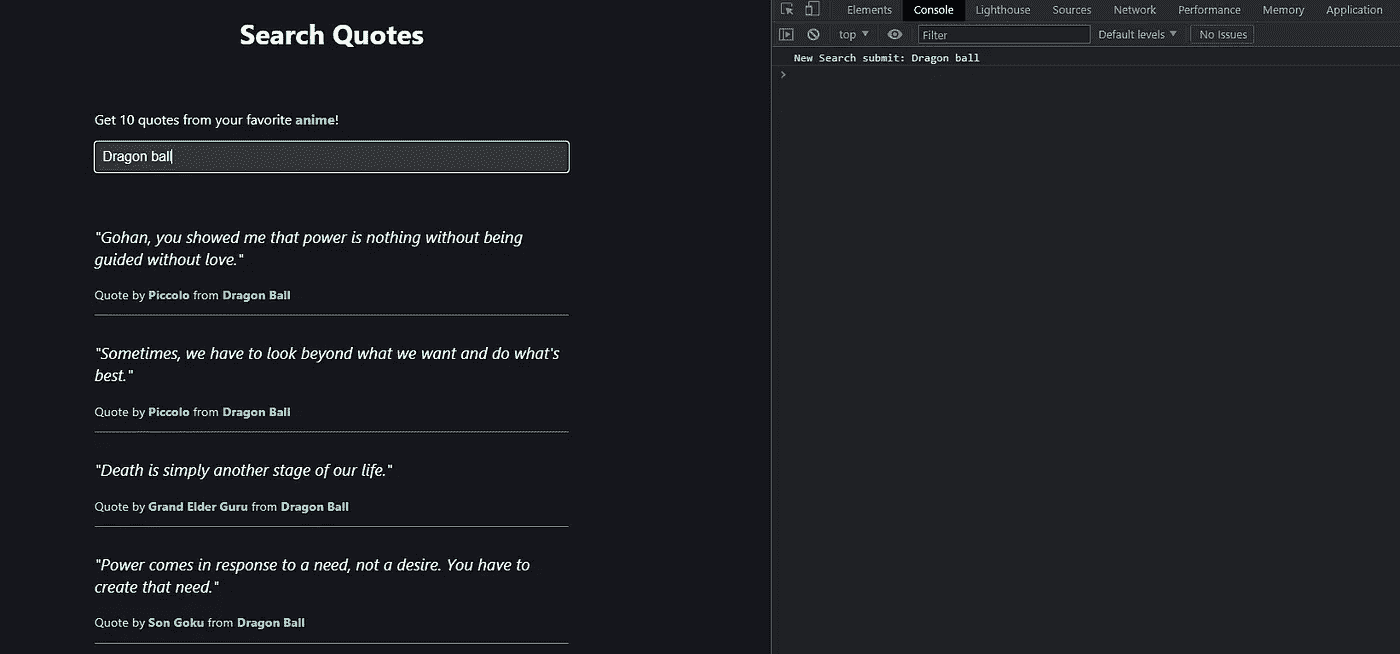 Search Quotes
Get 10 quotes from your favorite anime!
Dragon ball
"Gohan, you showed me that power is nothing without being
guided without love."
Quote by Piccolo from Dragon Ball
"Sometimes, we have to look beyond what we want and do what's
best."
Quote by Piccolo from Dragon Ball
"Death is simply another stage of our life."
Quote by Grand Elder Guru from Dragon Ball
"Power comes in response to a need, not a desire. You have to
create that need."
Quote by Son Goku from Dragon Ball
Elements Console Lighthouse Sources Network Performance Memory Application
top Filter Default levels No Issues
New Search submit: Dragon ball